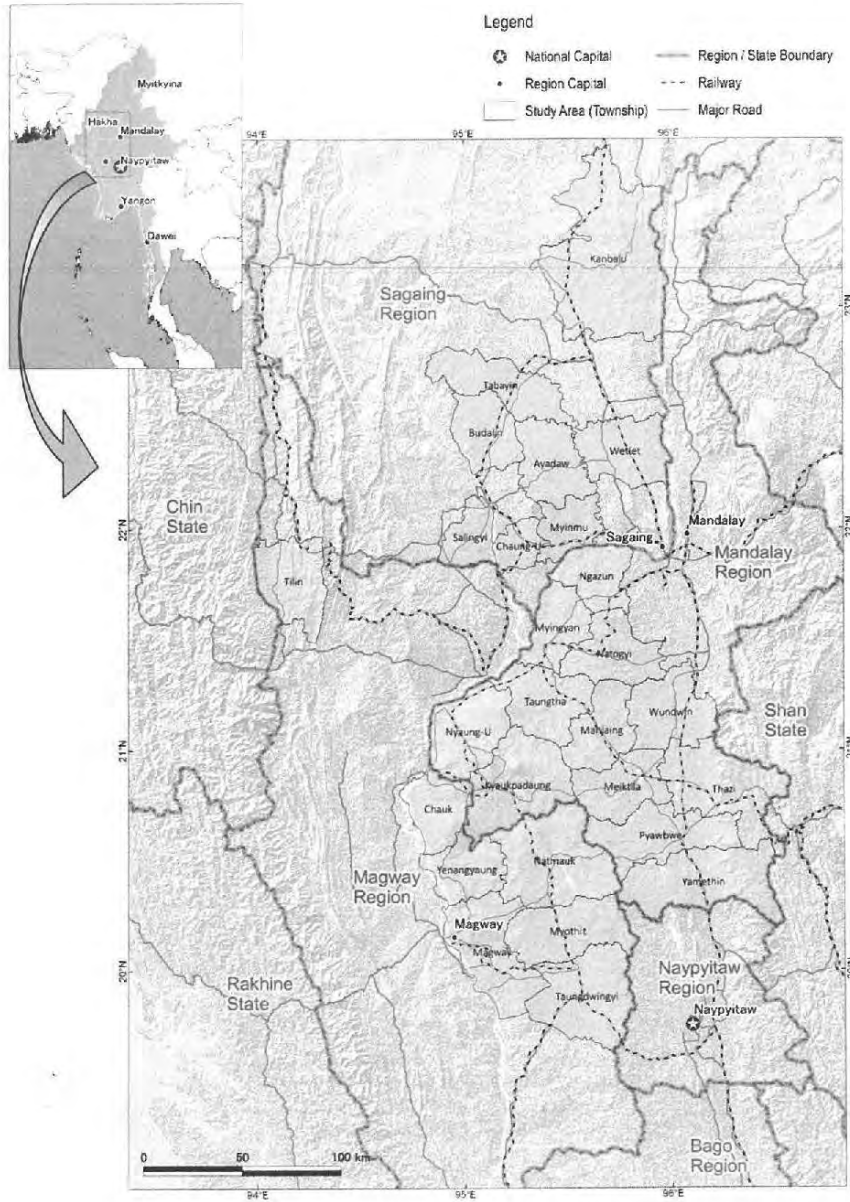 Legend
National Capital
Region / State Boundary
Region Capital
Railway
Study Area (Township)
Major Road
Myitkyina
Hakha
Mandalay
Naypyitaw
Yangon
Dawei
94°E
95°E
96°E
Kanbalu
Sagaing
Region
Tabayin
Budalin
Ayadaw
Wetlet
Chin
State
22°N
Salingyi
Chaung-U
Myinmu
Sagaing
Mandalay
Mandalay
Region
Tilin
Ngazun
Myingyan
Natogyi
Taungtha
Nyaung-U
Mahlaing
Wundwin
Shan
State
21°N
Kyaukpadaung
Meiktila
Thazi
Chauk
Pyawbwe
Yenangyaung
Natmauk
Yamethin
Magway
Region
Magway
Magway
Myothit
20°N
Rakhine
State
Naypyitaw
Region
Naypyitaw
Taungdwingyi
Bago
Region
0 50 100 km
94°E
95°E
96°E